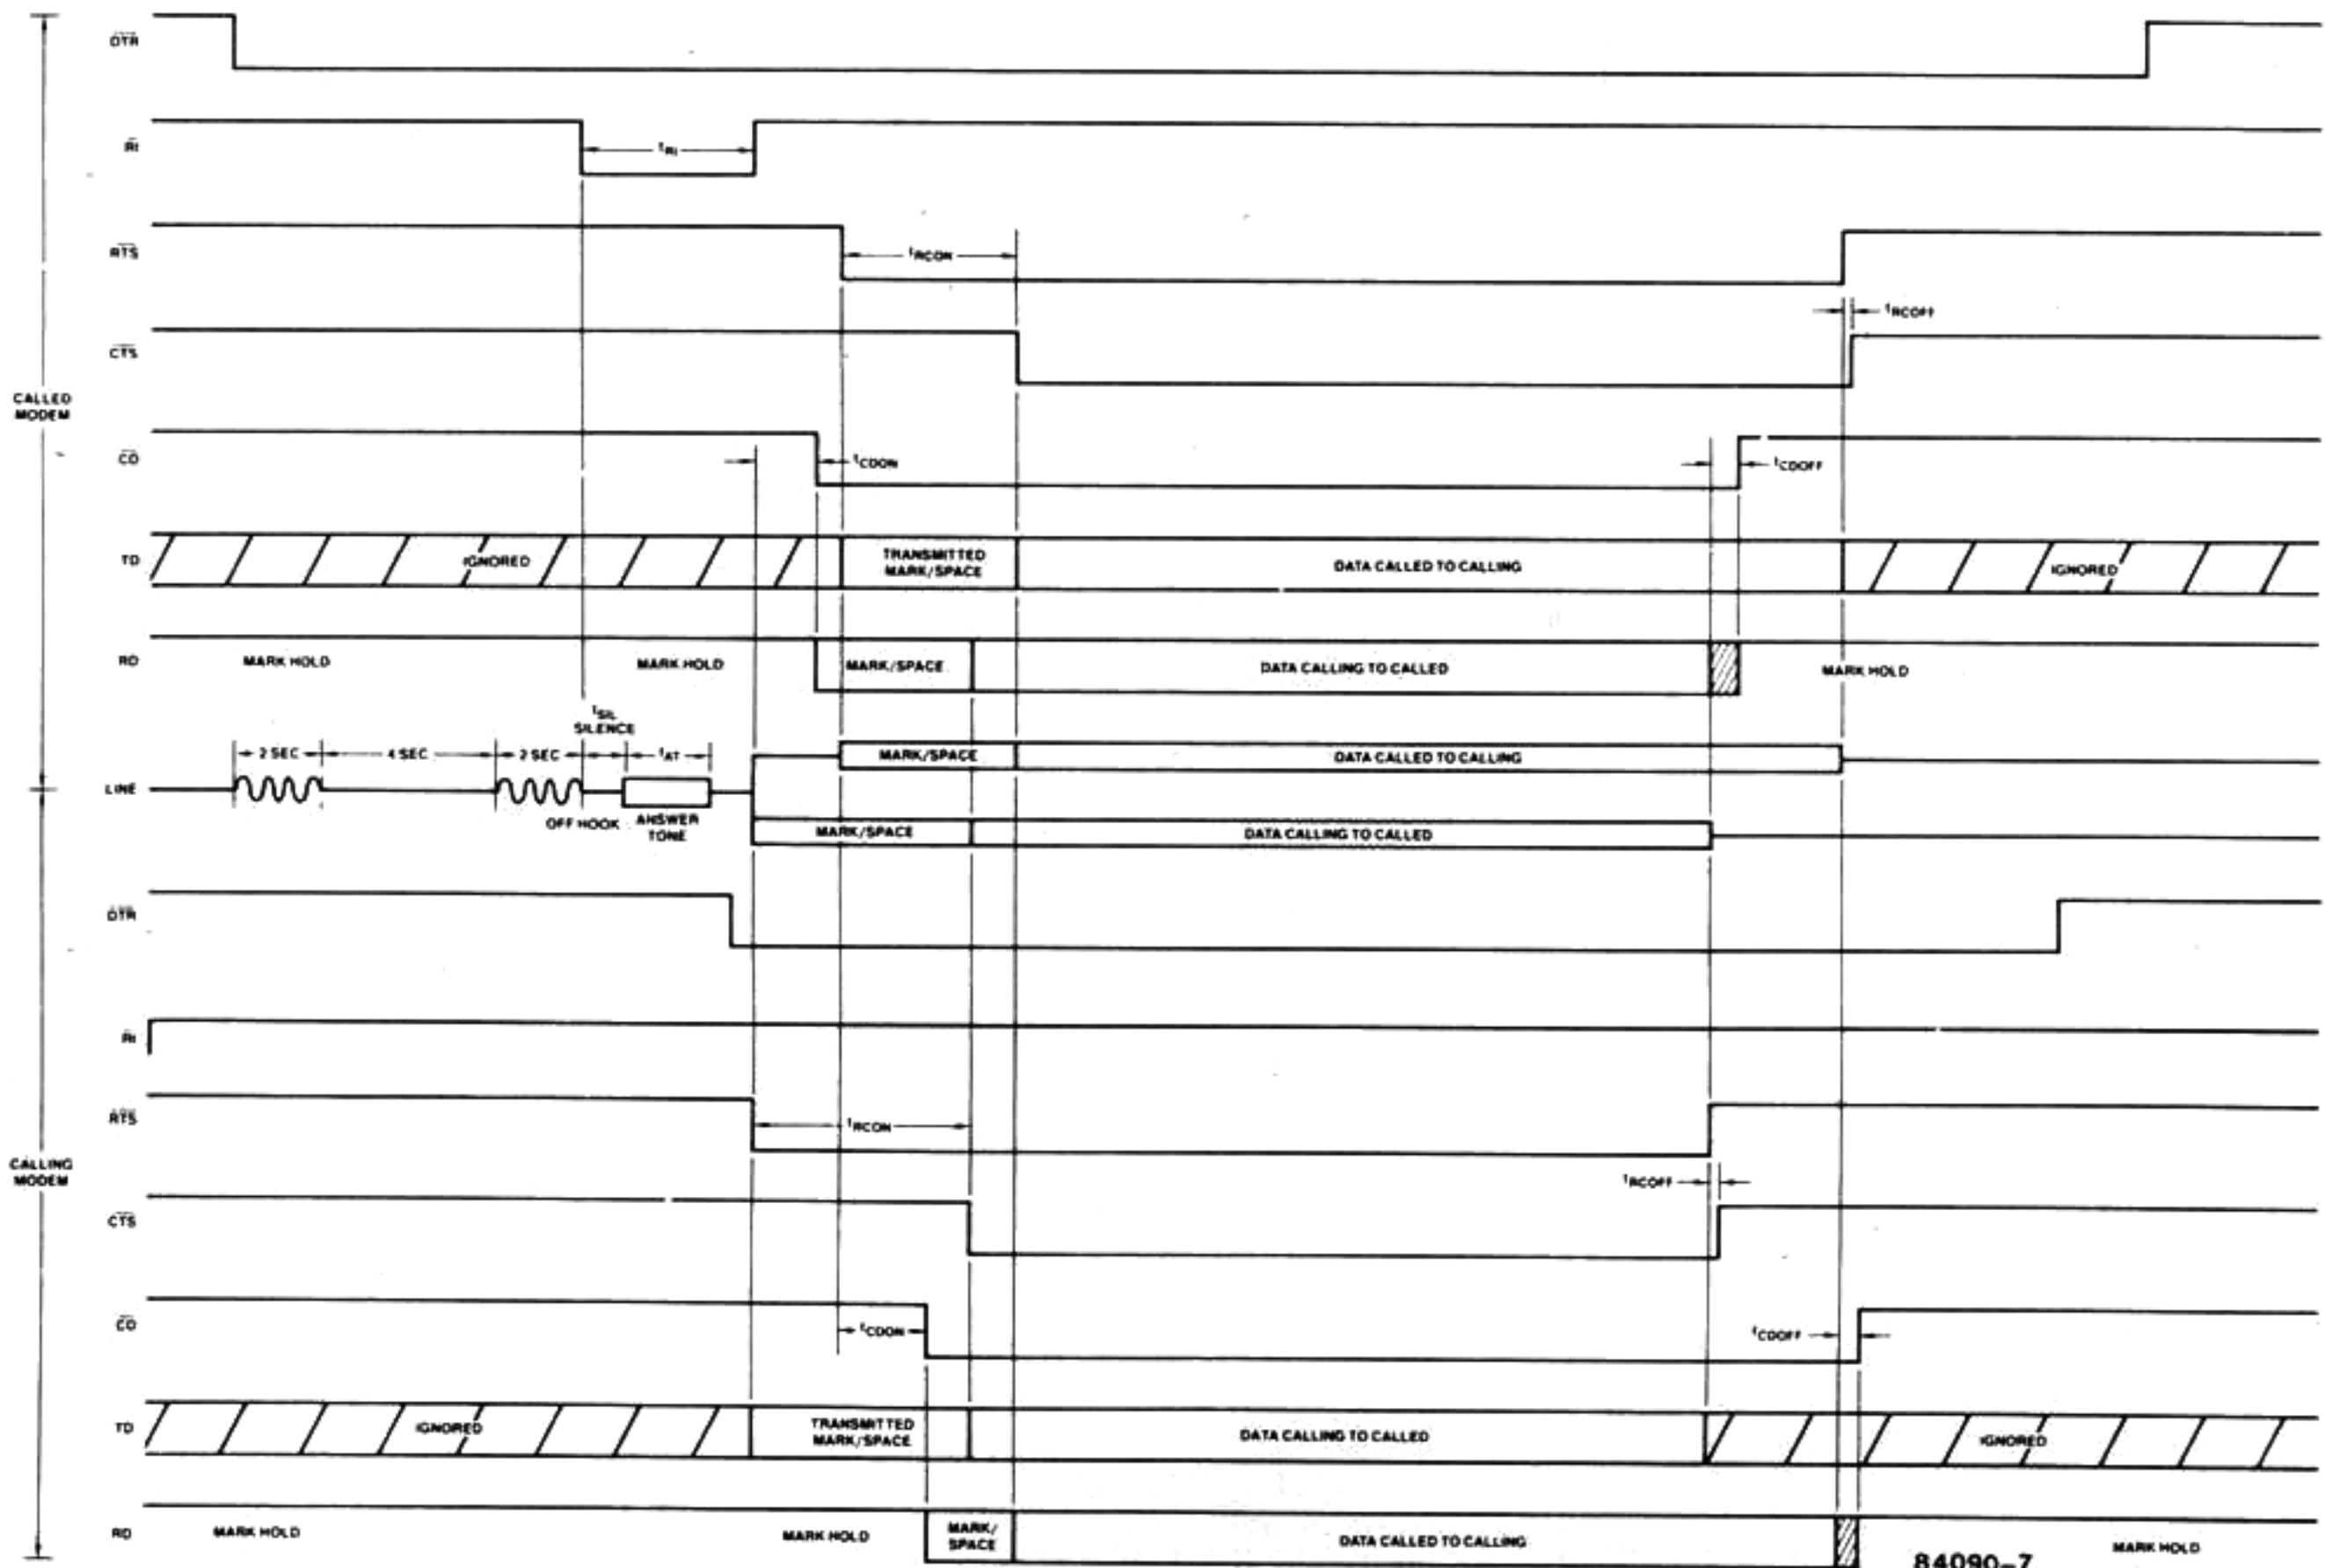 DTR
RI
tRI
RTS
tRCON
tRCOFF
CTS
CALLED
MODEM
CD
tCDON
tCDOFF
TD
IGNORED
TRANSMITTED
MARK/SPACE
DATA CALLED TO CALLING
IGNORED
RD
MARK HOLD
MARK HOLD
MARK/SPACE
DATA CALLING TO CALLED
MARK HOLD
tSIL
SILENCE
2 SEC
4 SEC
2 SEC
tAT
MARK/SPACE
DATA CALLED TO CALLING
LINE
OFF HOOK
ANSWER
TONE
MARK/SPACE
DATA CALLING TO CALLED
DTR
RI
RTS
tRCON
CALLING
MODEM
tRCOFF
CTS
CD
tCDON
tCDOFF
TD
IGNORED
TRANSMITTED
MARK/SPACE
DATA CALLING TO CALLED
IGNORED
RD
MARK HOLD
MARK HOLD
MARK/
SPACE
DATA CALLED TO CALLING
MARK HOLD
84090-7